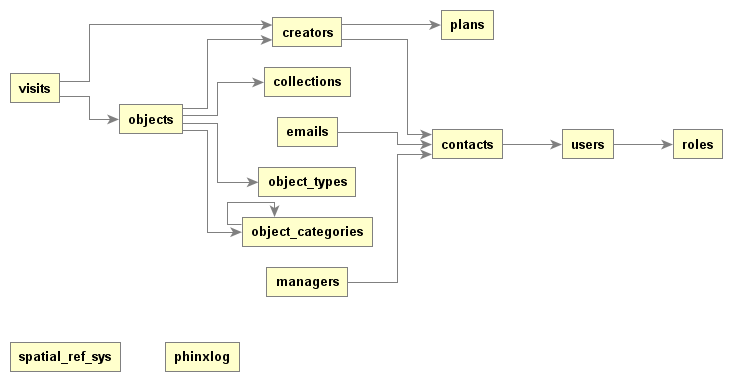 plans
creators
visits
collections
objects
emails
contacts
users
roles
object_types
object_categories
managers
spatial_ref_sys
phinxlog